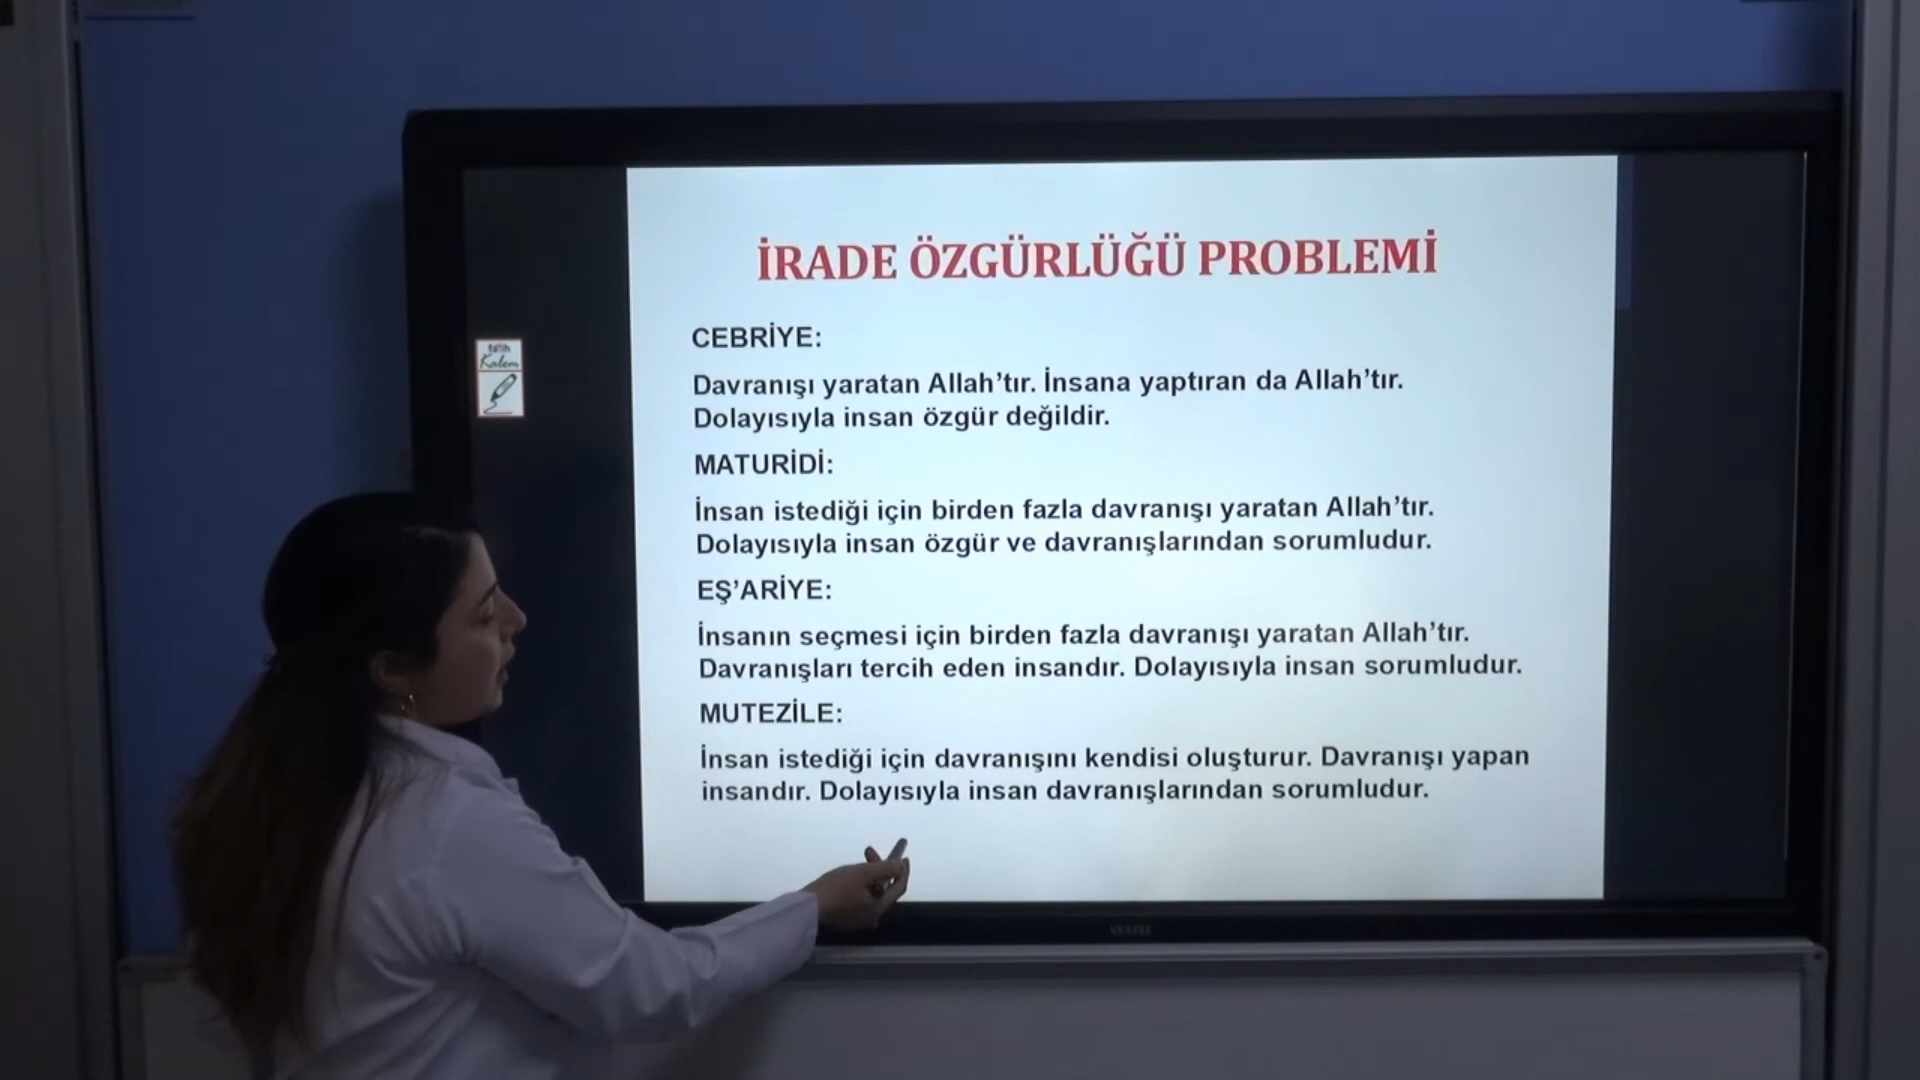 İRADE ÖZGÜRLÜĞÜ PROBLEMİ
CEBRİYE:
Davranışı yaratan Allah’tır. İnsana yaptıran da Allah’tır.
Dolayısıyla insan özgür değildir.
MATURİDİ:
İnsan istediği için birden fazla davranışı yaratan Allah’tır.
Dolayısıyla insan özgür ve davranışlarından sorumludur.
EŞ’ARİYE:
İnsanın seçmesi için birden fazla davranışı yaratan Allah’tır.
Davranışları tercih eden insandır. Dolayısıyla insan sorumludur.
MUTEZİLE:
İnsan istediği için davranışını kendisi oluşturur. Davranışı yapan
insandır. Dolayısıyla insan davranışlarından sorumludur.
fatih
Kalem
VESTEL